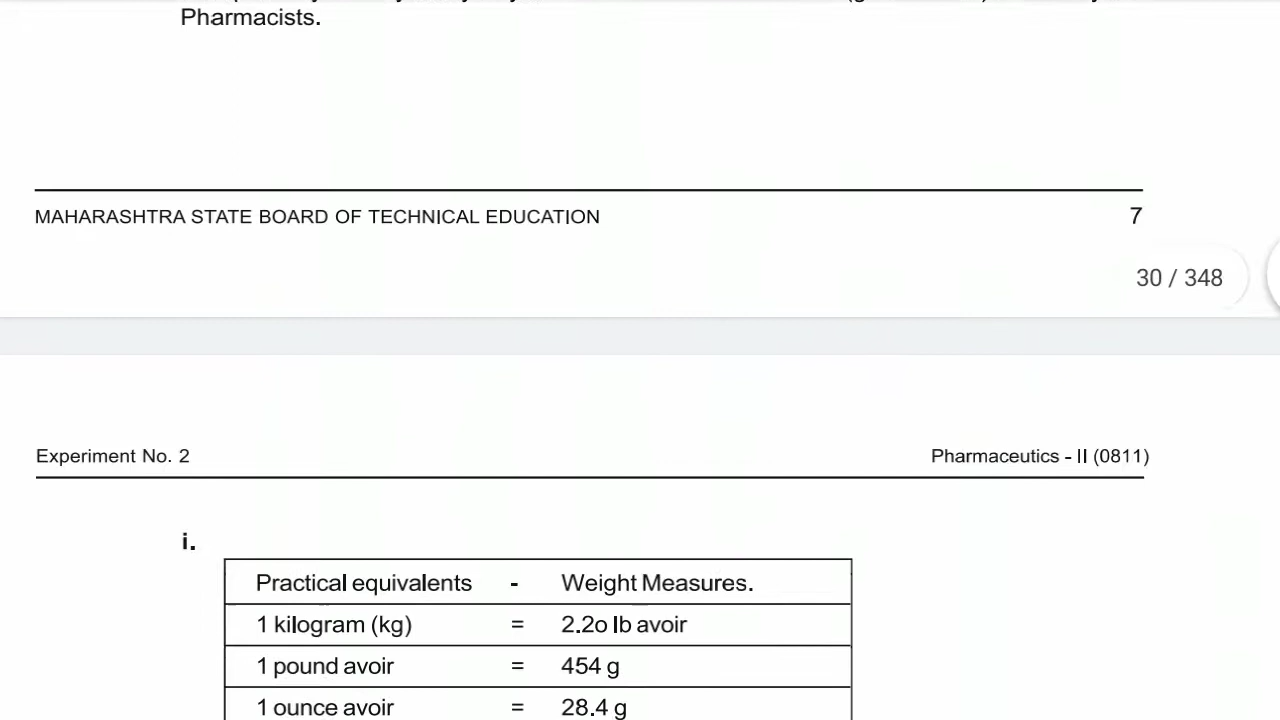 Pharmacists.
MAHARASHTRA STATE BOARD OF TECHNICAL EDUCATION 7
30 / 348
Experiment No. 2 Pharmaceutics - II (0811)
i.
Practical equivalents - Weight Measures.
1 kilogram (kg) = 2.2o lb avoir
1 pound avoir = 454 g
1 ounce avoir = 28.4 g